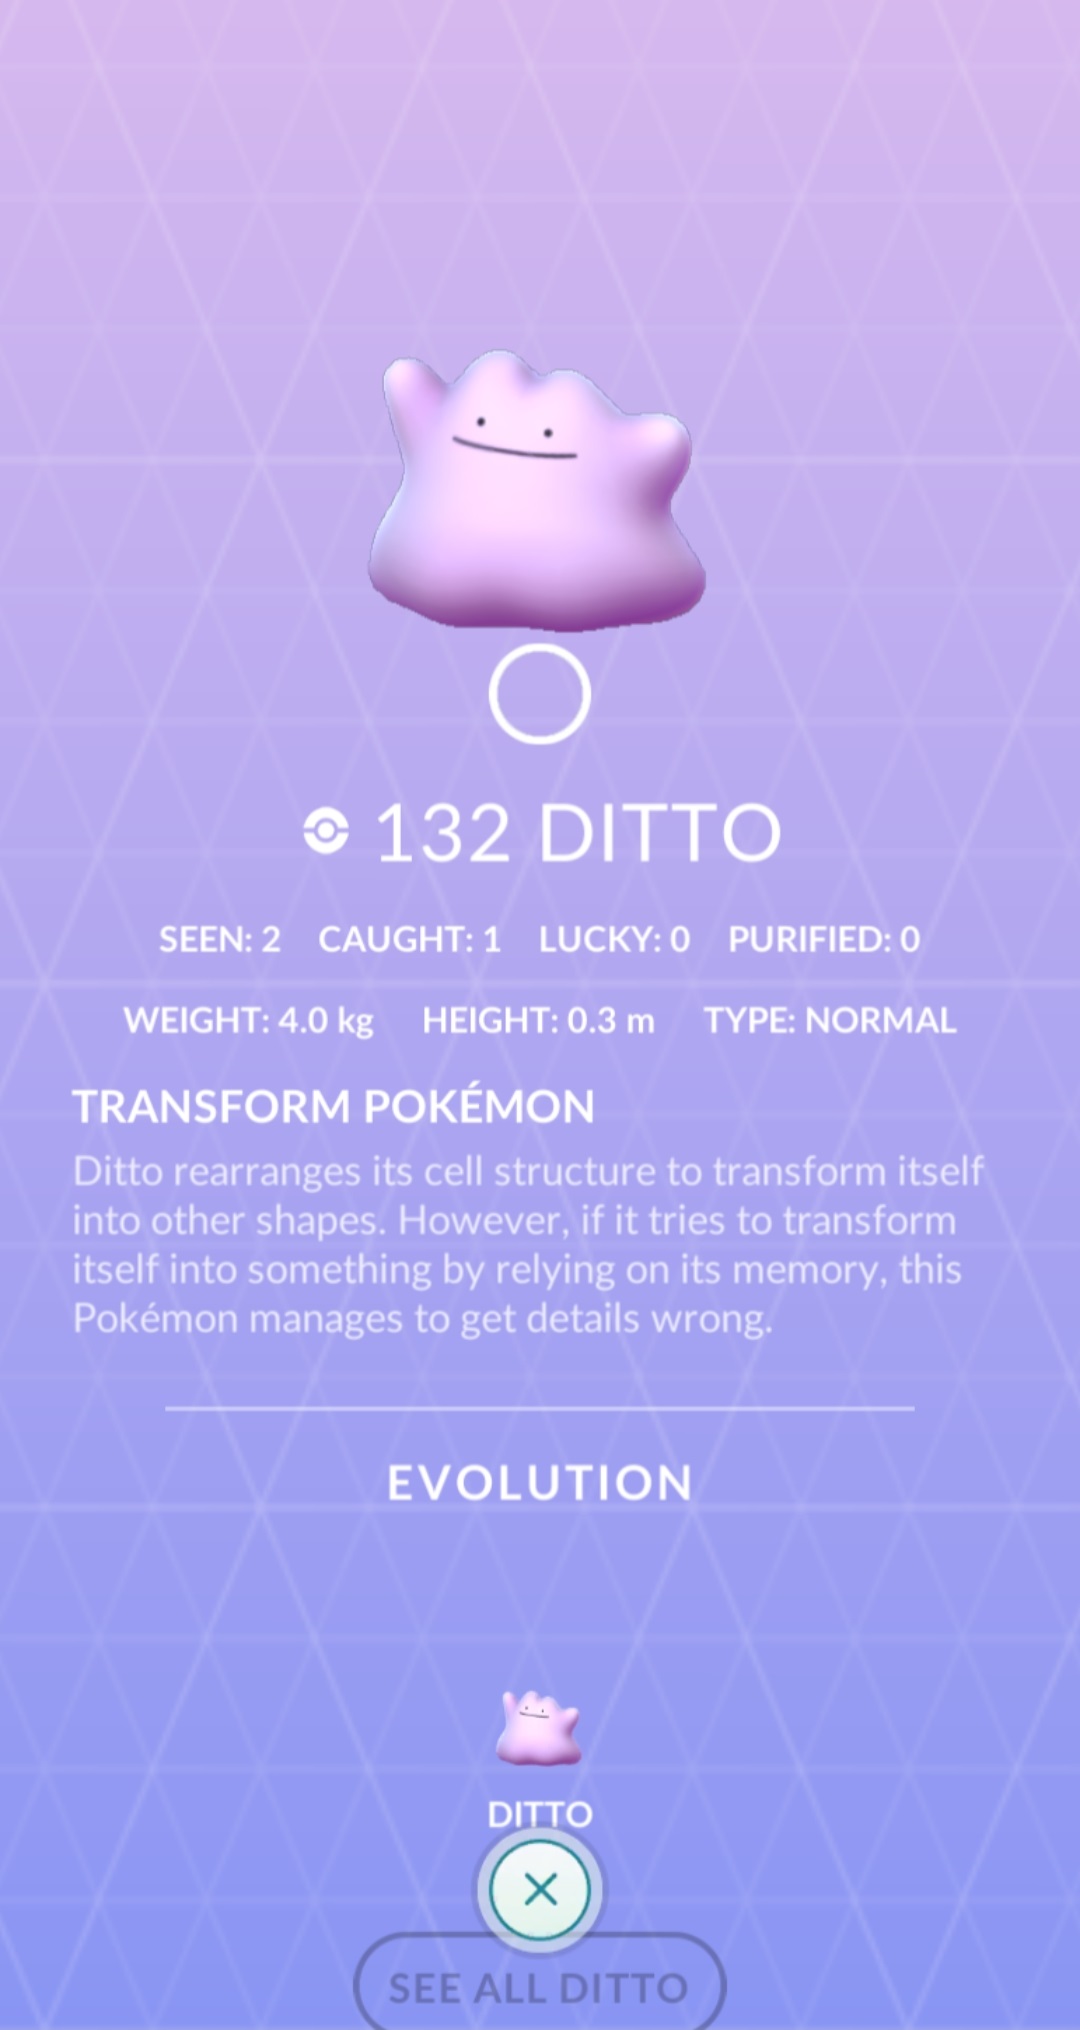 132 DITTO
SEEN: 2 CAUGHT: 1 LUCKY: 0 PURIFIED: 0
WEIGHT: 4.0 kg HEIGHT: 0.3 m TYPE: NORMAL
TRANSFORM POKÉMON
Ditto rearranges its cell structure to transform itself
into other shapes. However, if it tries to transform
itself into something by relying on its memory, this
Pokémon manages to get details wrong.
EVOLUTION
DITTO
SEE ALL DITTO